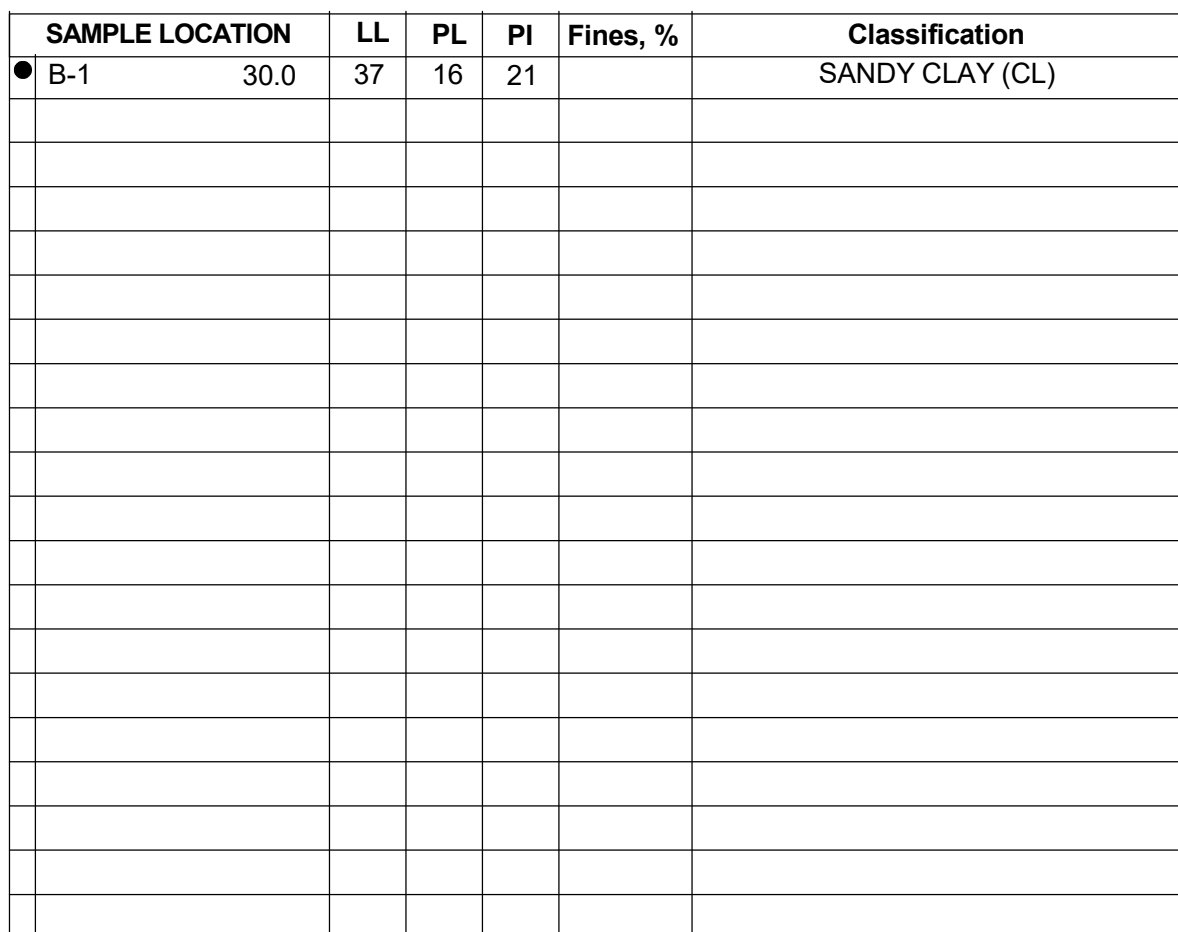 SAMPLE LOCATION LL PL PI Fines, % Classification
● B-1 30.0 37 16 21 SANDY CLAY (CL)